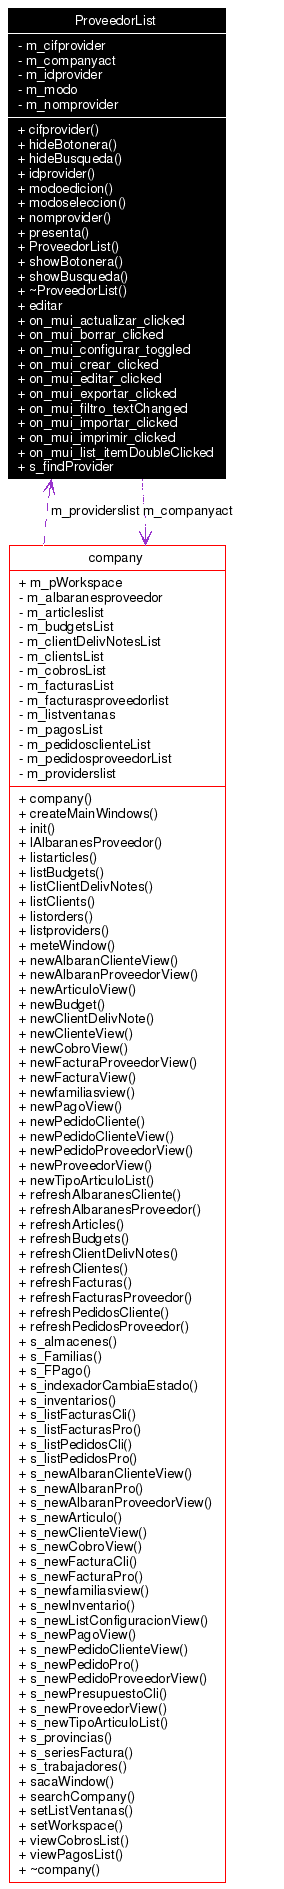 ProveedorList
- m_cifprovider
- m_companyact
- m_idprovider
- m_modo
- m_nomprovider
+ cifprovider()
+ hideBotonera()
+ hideBusqueda()
+ idprovider()
+ modoedicion()
+ modoseleccion()
+ nomprovider()
+ presenta()
+ ProveedorList()
+ showBotonera()
+ showBusqueda()
+ ~ProveedorList()
+ editar
+ on_mui_actualizar_clicked
+ on_mui_borrar_clicked
+ on_mui_configurar_toggled
+ on_mui_crear_clicked
+ on_mui_editar_clicked
+ on_mui_exportar_clicked
+ on_mui_filtro_textChanged
+ on_mui_importar_clicked
+ on_mui_imprimir_clicked
+ on_mui_list_itemDoubleClicked
+ s_findProvider
m_providerslist m_companyact
company
+ m_pWorkspace
- m_albaranesproveedor
- m_articleslist
- m_budgetsList
- m_clientDelivNotesList
- m_clientsList
- m_cobrosList
- m_facturasList
- m_facturasproveedorlist
- m_listventanas
- m_pagosList
- m_pedidosclienteList
- m_pedidosproveedorList
- m_providerslist
+ company()
+ createMainWindows()
+ init()
+ lAlbaranesProveedor()
+ listarticles()
+ listBudgets()
+ listClientDelivNotes()
+ listClients()
+ listorders()
+ listproviders()
+ meteWindow()
+ newAlbaranClienteView()
+ newAlbaranProveedorView()
+ newArticuloView()
+ newBudget()
+ newClientDelivNote()
+ newClienteView()
+ newCobroView()
+ newFacturaProveedorView()
+ newFacturaView()
+ newfamiliasview()
+ newPagoView()
+ newPedidoCliente()
+ newPedidoClienteView()
+ newPedidoProveedorView()
+ newProveedorView()
+ newTipoArticuloList()
+ refreshAlbaranesCliente()
+ refreshAlbaranesProveedor()
+ refreshArticles()
+ refreshBudgets()
+ refreshClientDelivNotes()
+ refreshClientes()
+ refreshFacturas()
+ refreshFacturasProveedor()
+ refreshPedidosCliente()
+ refreshPedidosProveedor()
+ s_almacenes()
+ s_Familias()
+ s_FPago()
+ s_indexadorCambiaEstado()
+ s_inventarios()
+ s_listFacturasCli()
+ s_listFacturasPro()
+ s_listPedidosCli()
+ s_listPedidosPro()
+ s_newAlbaranClienteView()
+ s_newAlbaranPro()
+ s_newAlbaranProveedorView()
+ s_newArticulo()
+ s_newClienteView()
+ s_newCobroView()
+ s_newFacturaCli()
+ s_newFacturaPro()
+ s_newfamiliasview()
+ s_newInventario()
+ s_newListConfiguracionView()
+ s_newPagoView()
+ s_newPedidoClienteView()
+ s_newPedidoPro()
+ s_newPedidoProveedorView()
+ s_newPresupuestoCli()
+ s_newProveedorView()
+ s_newTipoArticuloList()
+ s_provincias()
+ s_seriesFactura()
+ s_trabajadores()
+ sacaWindow()
+ searchCompany()
+ setListVentanas()
+ setWorkspace()
+ viewCobrosList()
+ viewPagosList()
+ ~company()